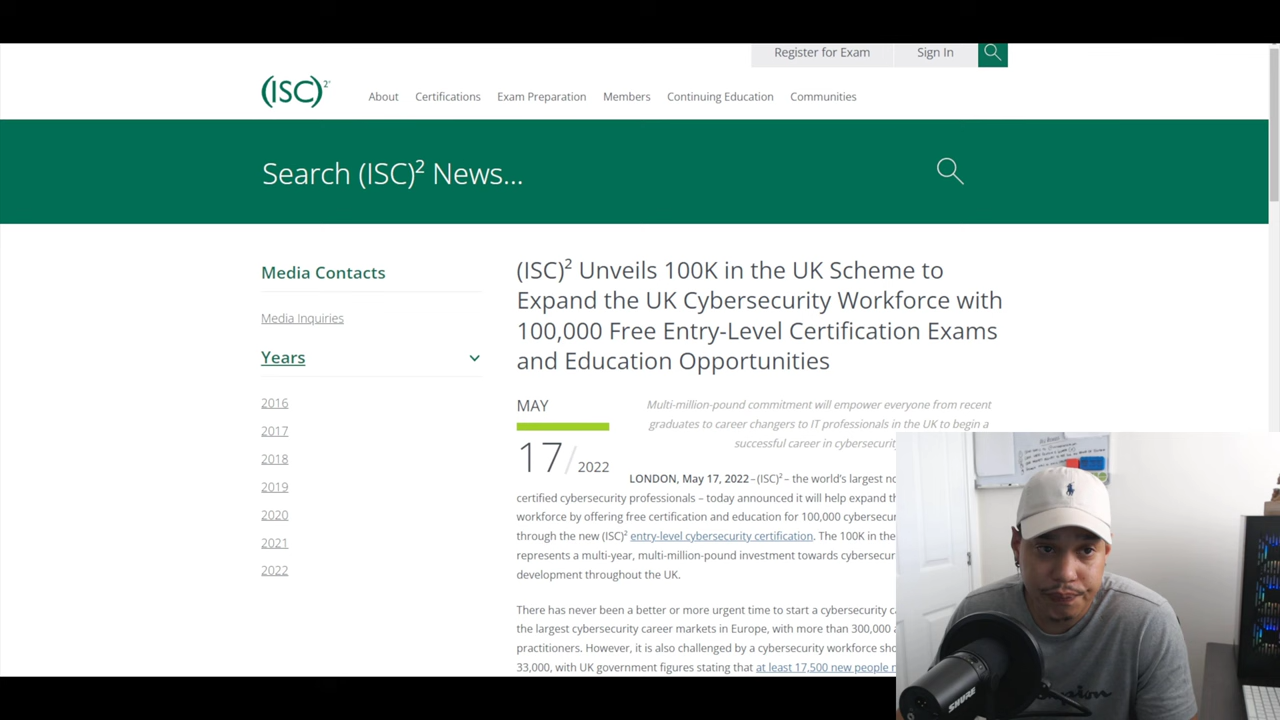 Register for Exam
Sign In
(ISC)²
About
Certifications
Exam Preparation
Members
Continuing Education
Communities
Search (ISC)² News...
Media Contacts
Media Inquiries
Years
2016
2017
2018
2019
2020
2021
2022
(ISC)² Unveils 100K in the UK Scheme to
Expand the UK Cybersecurity Workforce with
100,000 Free Entry-Level Certification Exams
and Education Opportunities
MAY
17/2022
Multi-million-pound commitment will empower everyone from recent
graduates to career changers to IT professionals in the UK to begin a
successful career in cybersecurity
LONDON, May 17, 2022 – (ISC)² – the world's largest
certified cybersecurity professionals – today announced it will help expand
workforce by offering free certification and education for 100,000
through the new (ISC)² entry-level cybersecurity certification. The 100K in the
represents a multi-year, multi-million-pound investment towards
development throughout the UK.
There has never been a better or more urgent time to start a cybersecurity
the largest cybersecurity career markets in Europe, with more than 300,000
practitioners. However, it is also challenged by a cybersecurity workforce
33,000, with UK government figures stating that at least 17,500 new people
SHURE
Champion